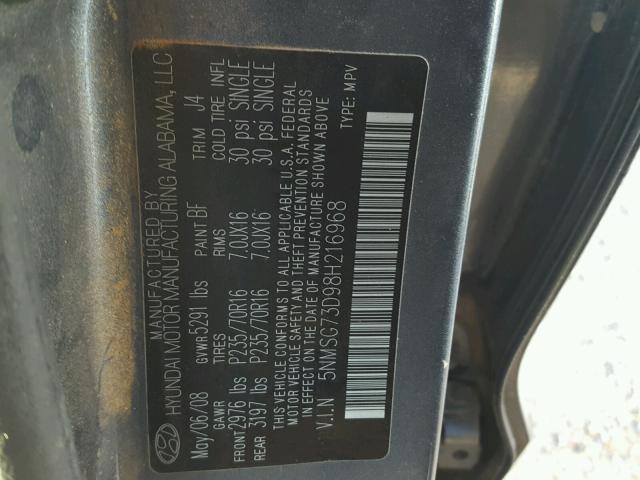 MANUFACTURED BY
HYUNDAI MOTOR MANUFACTURING ALABAMA, LLC
May/06/08 GVWR 5291 lbs PAINT BF TRIM J4
GAWR TIRES RIMS COLD TIRE INFL
FRONT 2976 lbs P235/70R16 7.0JX16 30 psi SINGLE
REAR 3197 lbs P235/70R16 7.0JX16 30 psi SINGLE
THIS VEHICLE CONFORMS TO ALL APPLICABLE U.S.A. FEDERAL
MOTOR VEHICLE SAFETY AND THEFT PREVENTION STANDARDS
IN EFFECT ON THE DATE OF MANUFACTURE SHOWN ABOVE
V.I.N 5NMSG73D98H216968 TYPE: MPV